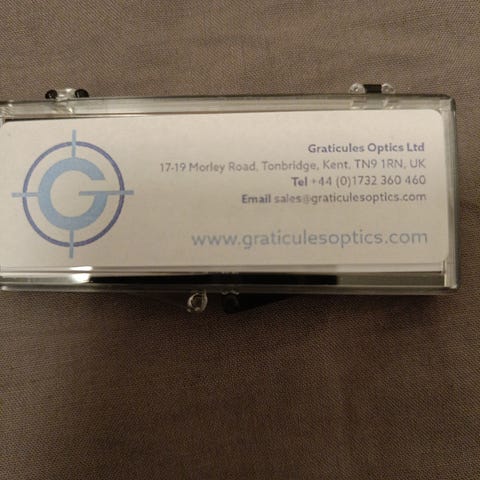 Graticules Optics Ltd
17-19 Morley Road, Tonbridge, Kent, TN9 1RN, UK
Tel +44 (0)1732 360 460
Email sales@graticulesoptics.com
www.graticulesoptics.com